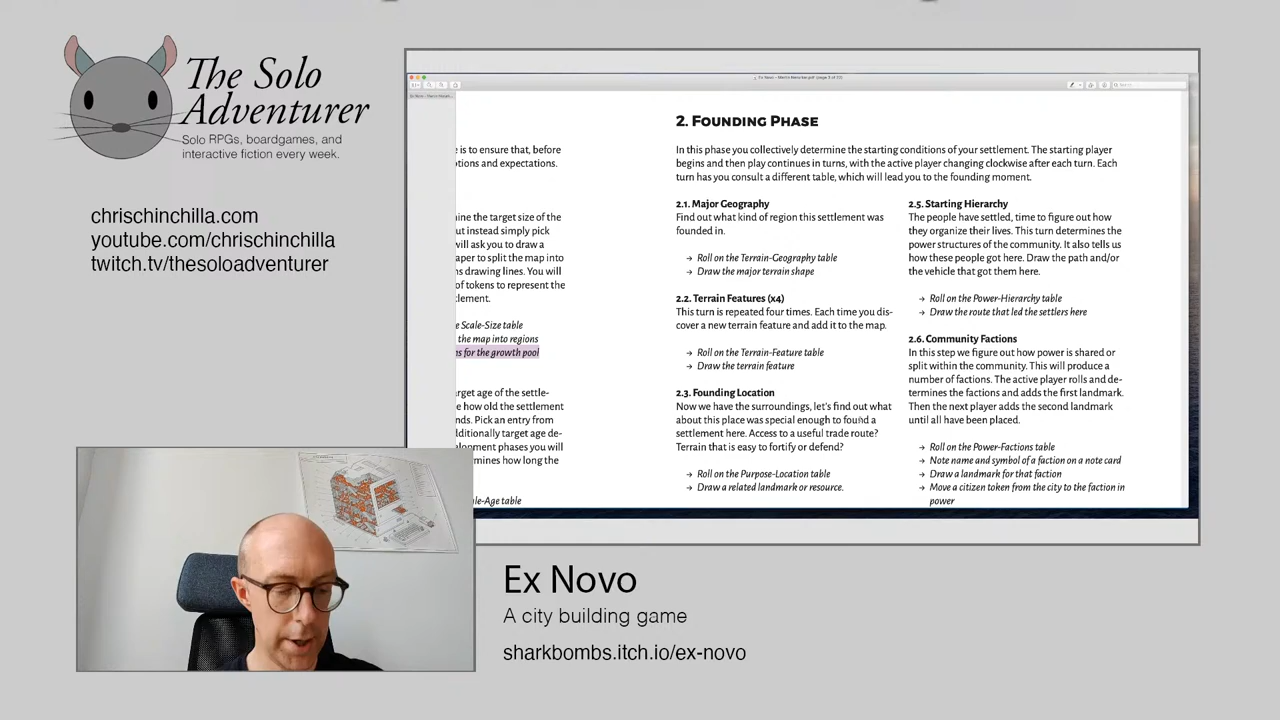 The Solo
Adventurer
Solo RPGs, boardgames, and
interactive fiction every week.
chrischinchilla.com
youtube.com/chrischinchilla
twitch.tv/thesoloadventurer
e is to ensure that, before
otions and expectations.
nine the target size of the
ut instead simply pick
will ask you to draw a
aper to split the map into
ns drawing lines. You will
of tokens to represent the
tlement.
e Scale-Size table
the map into regions
es for the growth pool
arget age of the settle-
e how old the settlement
nds. Pick an entry from
dditionally target age de-
elopment phases you will
rmines how long the
le-Age table
2. Founding Phase
In this phase you collectively determine the starting conditions of your settlement. The starting player
begins and then play continues in turns, with the active player changing clockwise after each turn. Each
turn has you consult a different table, which will lead you to the founding moment.
2.1. Major Geography
Find out what kind of region this settlement was
founded in.
→ Roll on the Terrain-Geography table
→ Draw the major terrain shape
2.2. Terrain Features (x4)
This turn is repeated four times. Each time you dis-
cover a new terrain feature and add it to the map.
→ Roll on the Terrain-Feature table
→ Draw the terrain feature
2.3. Founding Location
Now we have the surroundings, let's find out what
about this place was special enough to found a
settlement here. Access to a useful trade route?
Terrain that is easy to fortify or defend?
→ Roll on the Purpose-Location table
→ Draw a related landmark or resource.
2.5. Starting Hierarchy
The people have settled, time to figure out how
they organize their lives. This turn determines the
power structures of the community. It also tells us
how these people got here. Draw the path and/or
the vehicle that got them here.
→ Roll on the Power-Hierarchy table
→ Draw the route that led the settlers here
2.6. Community Factions
In this step we figure out how power is shared or
split within the community. This will produce a
number of factions. The active player rolls and de-
termines the factions and adds the first landmark.
Then the next player adds the second landmark
until all have been placed.
→ Roll on the Power-Factions table
→ Note name and symbol of a faction on a note card
→ Draw a landmark for that faction
→ Move a citizen token from the city to the faction in
power
Ex Novo
A city building game
sharkbombs.itch.io/ex-novo